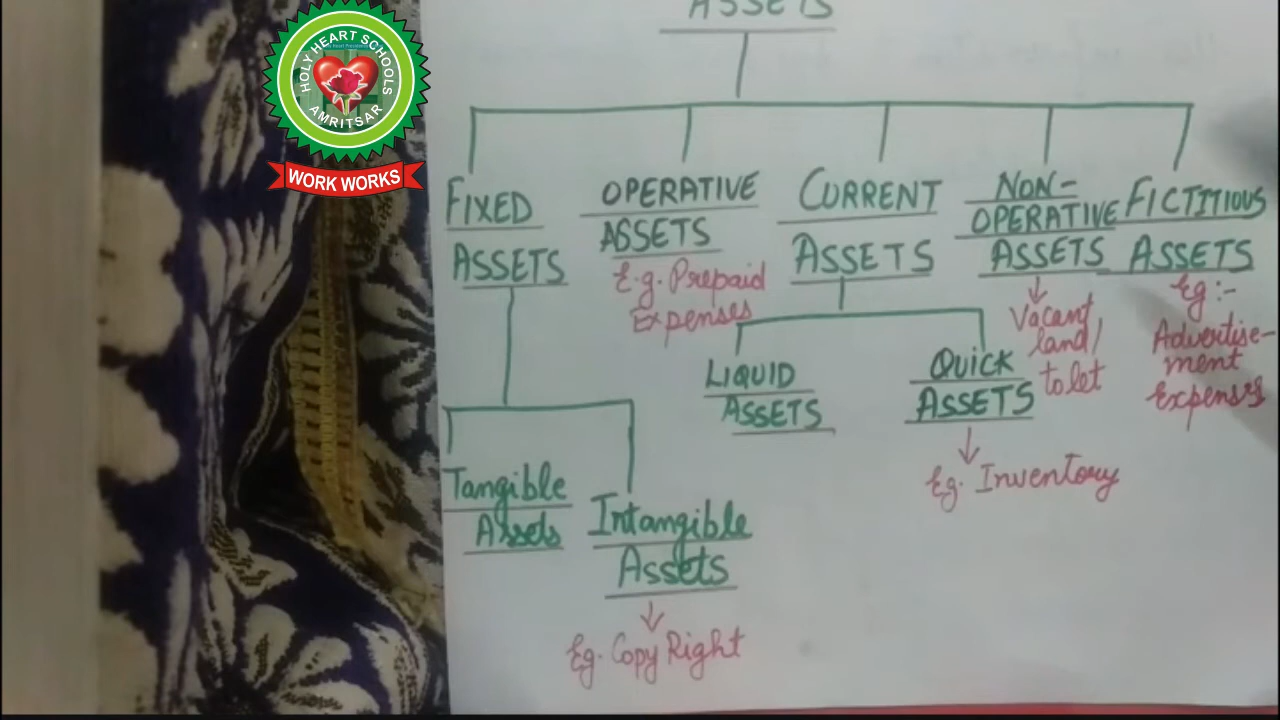 HOLY HEART SCHOOLS
AMRITSAR
WORK WORKS
ASSETS
FIXED
ASSETS
OPERATIVE
ASSETS
E.g. Prepaid
Expenses
CURRENT
ASSETS
NON-
OPERATIVE
ASSETS
Vacant
land,
to let
FICTITIOUS
ASSETS
Eg :-
Advertise-
ment
Expenses
LIQUID
ASSETS
QUICK
ASSETS
Eg. Inventory
Tangible
Assets
Intangible
Assets
Eg. Copy Right